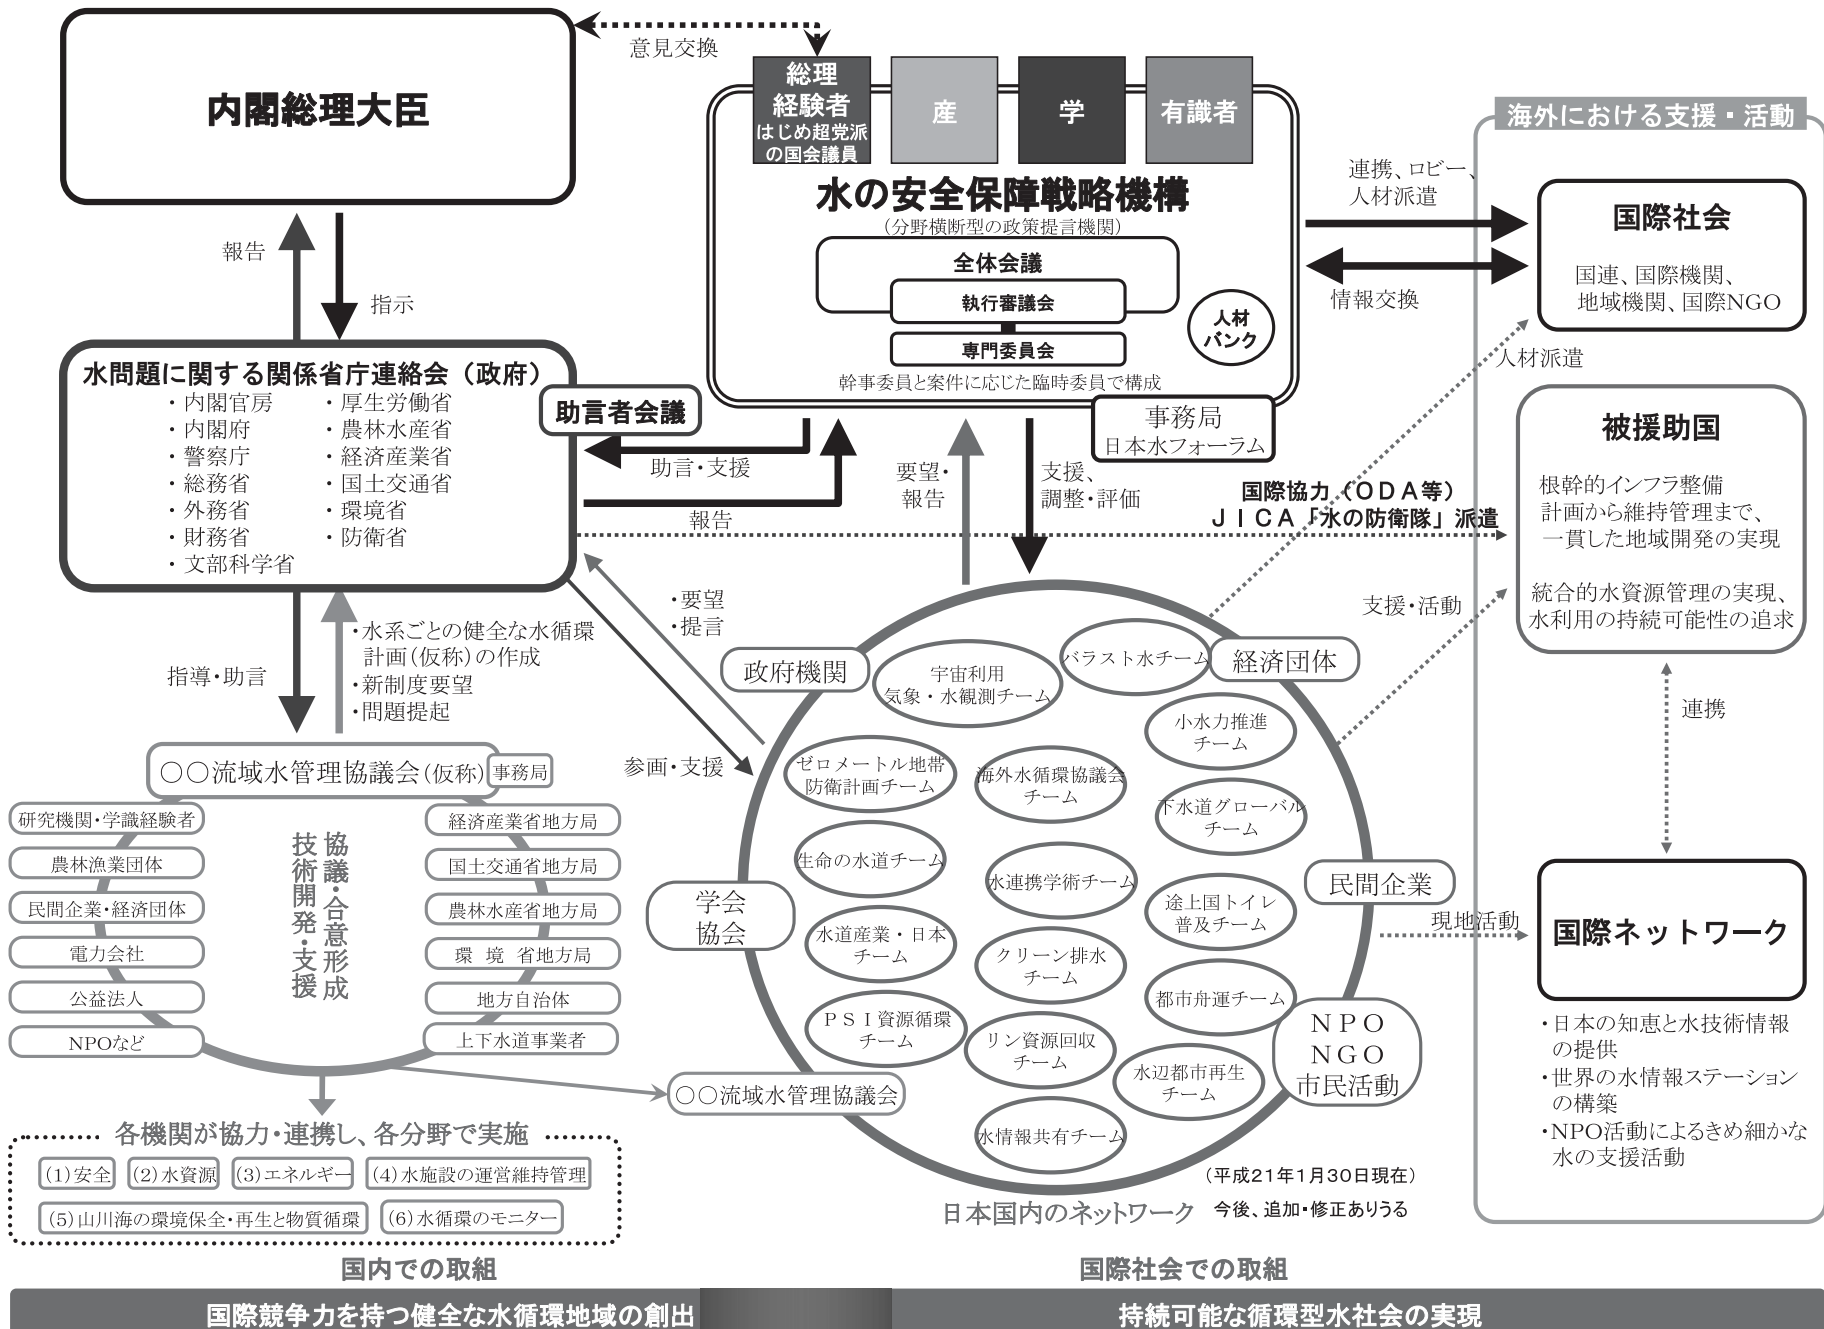 内閣総理大臣
意見交換
総理
経験者
はじめ超党派
の国会議員
産
学
有識者
水の安全保障戦略機構
(分野横断型の政策提言機関)
全体会議
執行審議会
専門委員会
人材
バンク
幹事委員と案件に応じた臨時委員で構成
事務局
日本水フォーラム
報告
指示
水問題に関する関係省庁連絡会（政府）
・内閣官房
・内閣府
・警察庁
・総務省
・外務省
・財務省
・文部科学省
・厚生労働省
・農林水産省
・経済産業省
・国土交通省
・環境省
・防衛省
助言者会議
助言・支援
報告
要望・
報告
支援、
調整・評価
連携、ロビー、
人材派遣
情報交換
海外における支援・活動
国際社会
国連、国際機関、
地域機関、国際NGO
人材派遣
被援助国
根幹的インフラ整備
計画から維持管理まで、
一貫した地域開発の実現
統合的水資源管理の実現、
水利用の持続可能性の追求
国際協力（ODA等）
JICA「水の防衛隊」派遣
支援・活動
連携
国際ネットワーク
現地活動
・日本の知恵と水技術情報
の提供
・世界の水情報ステーション
の構築
・NPO活動によるきめ細かな
水の支援活動
指導・助言
・水系ごとの健全な水循環
計画(仮称)の作成
・新制度要望
・問題提起
・要望
・提言
参画・支援
〇〇流域水管理協議会(仮称)
事務局
研究機関・学識経験者
農林漁業団体
民間企業・経済団体
電力会社
公益法人
NPOなど
協議・合意形成
技術開発・支援
経済産業省地方局
国土交通省地方局
農林水産省地方局
環 境 省地方局
地方自治体
上下水道事業者
各機関が協力・連携し、各分野で実施
(1)安全
(2)水資源
(3)エネルギー
(4)水施設の運営維持管理
(5)山川海の環境保全・再生と物質循環
(6)水循環のモニター
政府機関
経済団体
学会
協会
民間企業
NPO
NGO
市民活動
〇〇流域水管理協議会
宇宙利用
気象・水観測チーム
バラスト水チーム
小水力推進
チーム
ゼロメートル地帯
防衛計画チーム
海外水循環協議会
チーム
下水道グローバル
チーム
生命の水道チーム
水連携学術チーム
途上国トイレ
普及チーム
水道産業・日本
チーム
クリーン排水
チーム
都市舟運チーム
PSI資源循環
チーム
リン資源回収
チーム
水辺都市再生
チーム
水情報共有チーム
(平成21年1月30日現在)
日本国内のネットワーク
今後、追加・修正ありうる
国内での取組
国際社会での取組
国際競争力を持つ健全な水循環地域の創出
持続可能な循環型水社会の実現